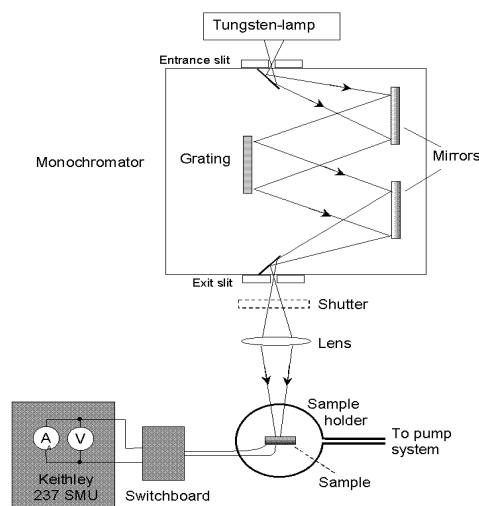 Tungsten-lamp
Entrance slit
Monochromator
Grating
Mirrors
Exit slit
Shutter
Lens
Sample
holder
To pump
system
A
V
Keithley
237 SMU
Switchboard
Sample